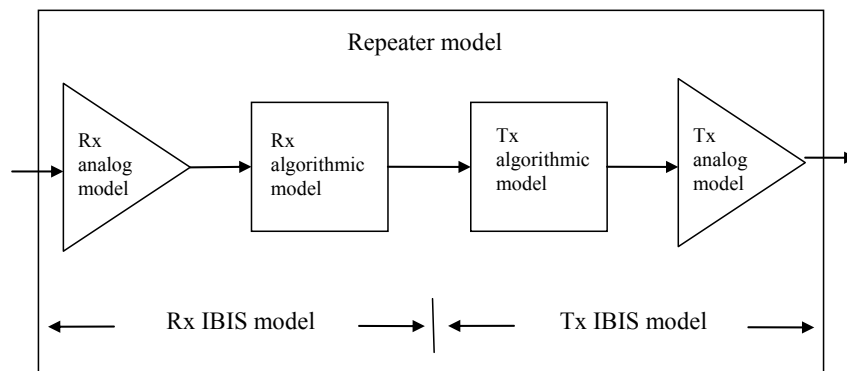 Repeater model
Rx
analog
model
Rx
algorithmic
model
Tx
algorithmic
model
Tx
analog
model
Rx IBIS model
Tx IBIS model